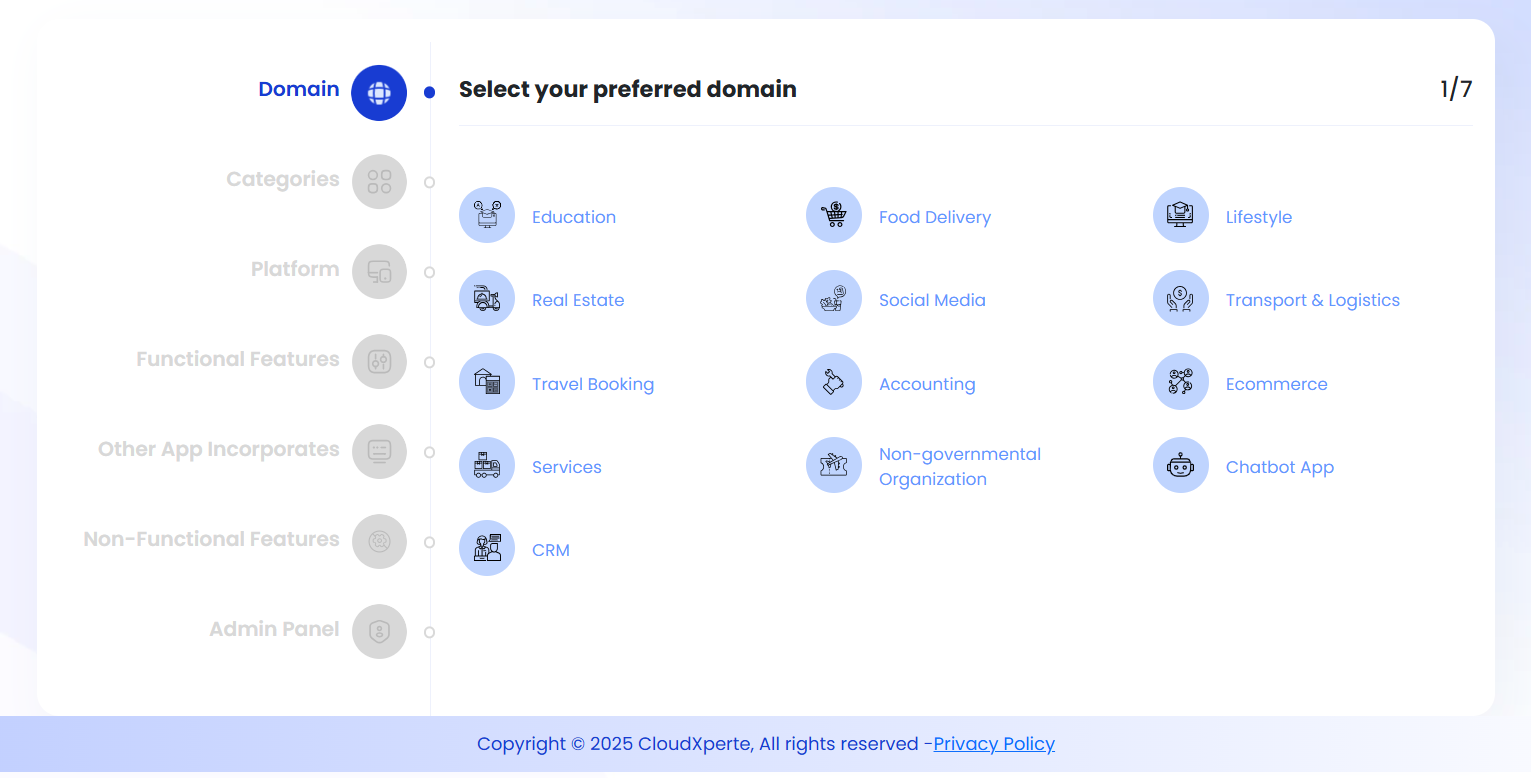 Domain
Select your preferred domain
1/7
Categories
Platform
Functional Features
Other App Incorporates
Non-Functional Features
Admin Panel
Education
Food Delivery
Lifestyle
Real Estate
Social Media
Transport & Logistics
Travel Booking
Accounting
Ecommerce
Services
Non-governmental
Organization
Chatbot App
CRM
Copyright © 2025 CloudXperte, All rights reserved -Privacy Policy